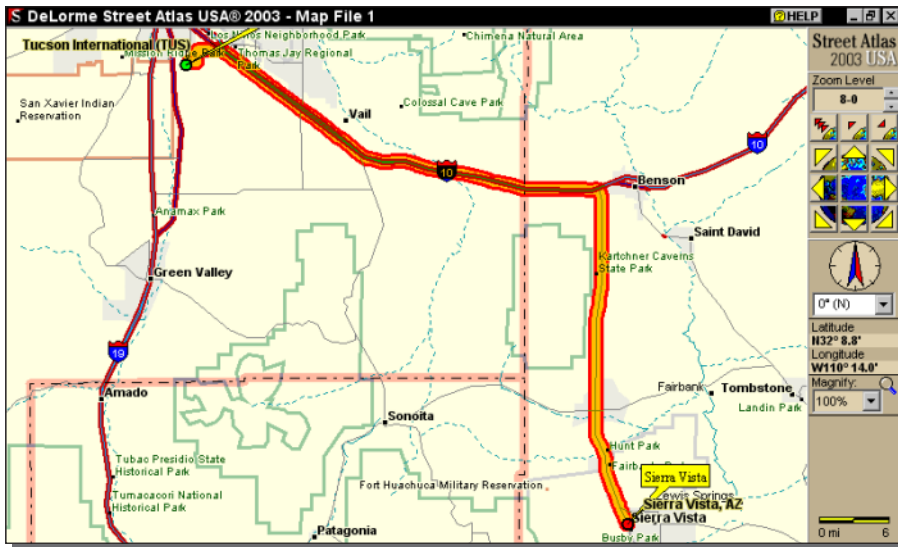 DeLorme Street Atlas USA® 2003 - Map File 1
HELP
Street Atlas
2003 USA
Zoom Level
8-0
0° (N)
Latitude
N32° 8.8'
Longitude
W110° 14.0'
Magnify:
100%
0 mi 6
Los Niños Neighborhood Park
Chimena Natural Area
Tucson International (TUS)
Mission Ridge Park
Thomas Jay Regional
Park
San Xavier Indian
Reservation
Colossal Cave Park
Vail
10
10
Benson
Anamax Park
Saint David
Kartchner Caverns
State Park
Green Valley
19
Amado
Fairbank
Tombstone
Landin Park
Sonoita
Hunt Park
Tubac Presidio State
Historical Park
Sierra Vista
Fort Huachuca Military Reservation
Tumacacori National
Historical Park
Lewis Springs
Sierra Vista, AZ
Sierra Vista
Patagonia
Busby Park